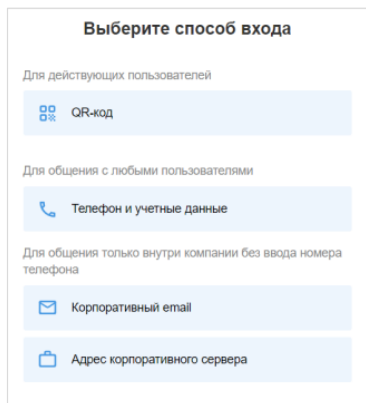 Выберите способ входа
Для действующих пользователей
QR-код
Для общения с любыми пользователями
Телефон и учетные данные
Для общения только внутри компании без ввода номера
телефона
Корпоративный email
Адрес корпоративного сервера